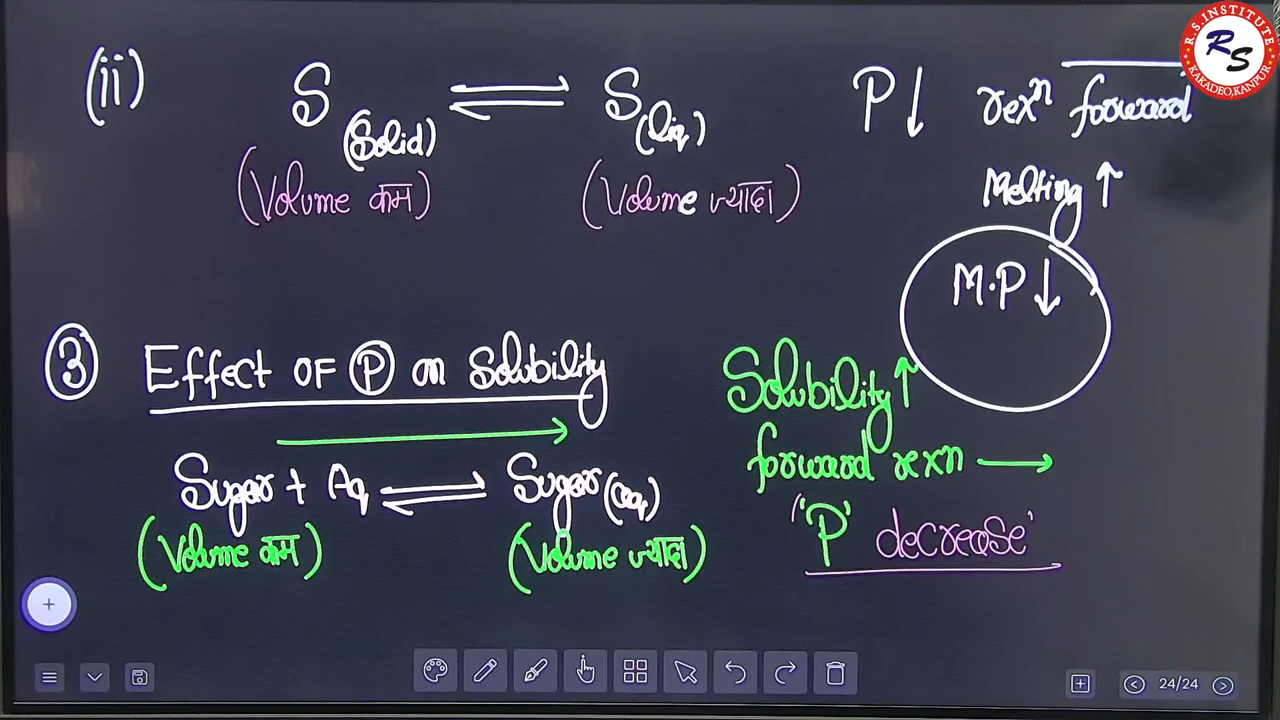 R.S. INSTITUTE
RS
KAKADEO, KANPUR
(ii) S (Solid) ⇌ S (liq) P↓ rexⁿ forward
(Volume कम) (Volume ज्यादा) Melting ↑
M.P↓
③ Effect OF Ⓟ on Solubility
Solubility↑
Sugar + Aq ⇌ Sugar (aq) forward rexn →
(Volume कम) (Volume ज्यादा) 'P' decrease'
24/24